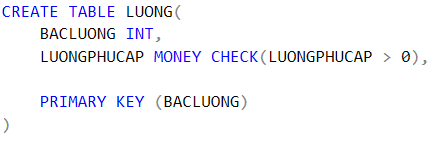 CREATE TABLE LUONG(
    BACLUONG INT,
    LUONGPHUCAP MONEY CHECK(LUONGPHUCAP > 0),
    PRIMARY KEY (BACLUONG)
)